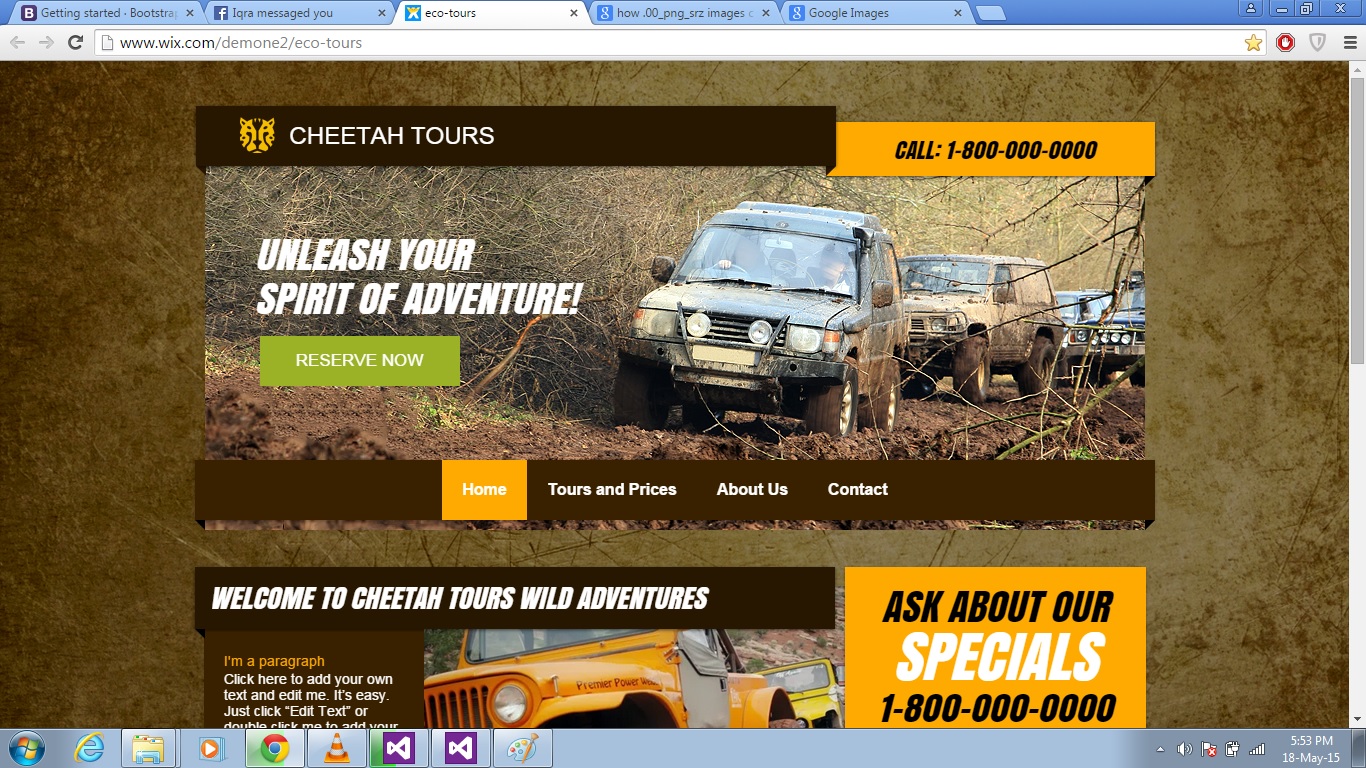 Getting started · Bootstrap
Iqra messaged you
eco-tours
how .00_png_srz images c
Google Images
www.wix.com/demone2/eco-tours
CHEETAH TOURS
CALL: 1-800-000-0000
UNLEASH YOUR
SPIRIT OF ADVENTURE!
RESERVE NOW
Home
Tours and Prices
About Us
Contact
WELCOME TO CHEETAH TOURS WILD ADVENTURES
ASK ABOUT OUR
SPECIALS
1-800-000-0000
I'm a paragraph
Click here to add your own
text and edit me. It's easy.
Just click “Edit Text” or
double click me to add your
Premier Power
5:53 PM
18-May-15